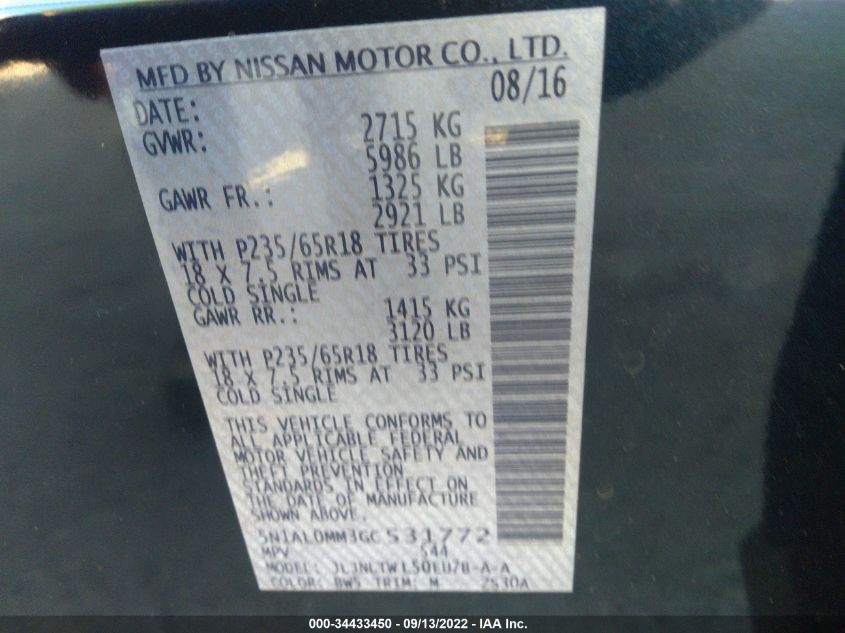 MFD BY NISSAN MOTOR CO., LTD.
DATE: 08/16
GVWR: 2715 KG
5986 LB
GAWR FR.: 1325 KG
2921 LB
WITH P235/65R18 TIRES
18 X 7.5 RIMS AT 33 PSI
COLD SINGLE
GAWR RR.: 1415 KG
3120 LB
WITH P235/65R18 TIRES
18 X 7.5 RIMS AT 33 PSI
COLD SINGLE
THIS VEHICLE CONFORMS TO
ALL APPLICABLE FEDERAL
MOTOR VEHICLE SAFETY AND
THEFT PREVENTION
STANDARDS IN EFFECT ON
THE DATE OF MANUFACTURE
SHOWN ABOVE.
5N1AL0MM3GC531772
MPV 544
MODEL:
COLOR: BW5 TRIM: M
000-34433450 - 09/13/2022 - IAA Inc.